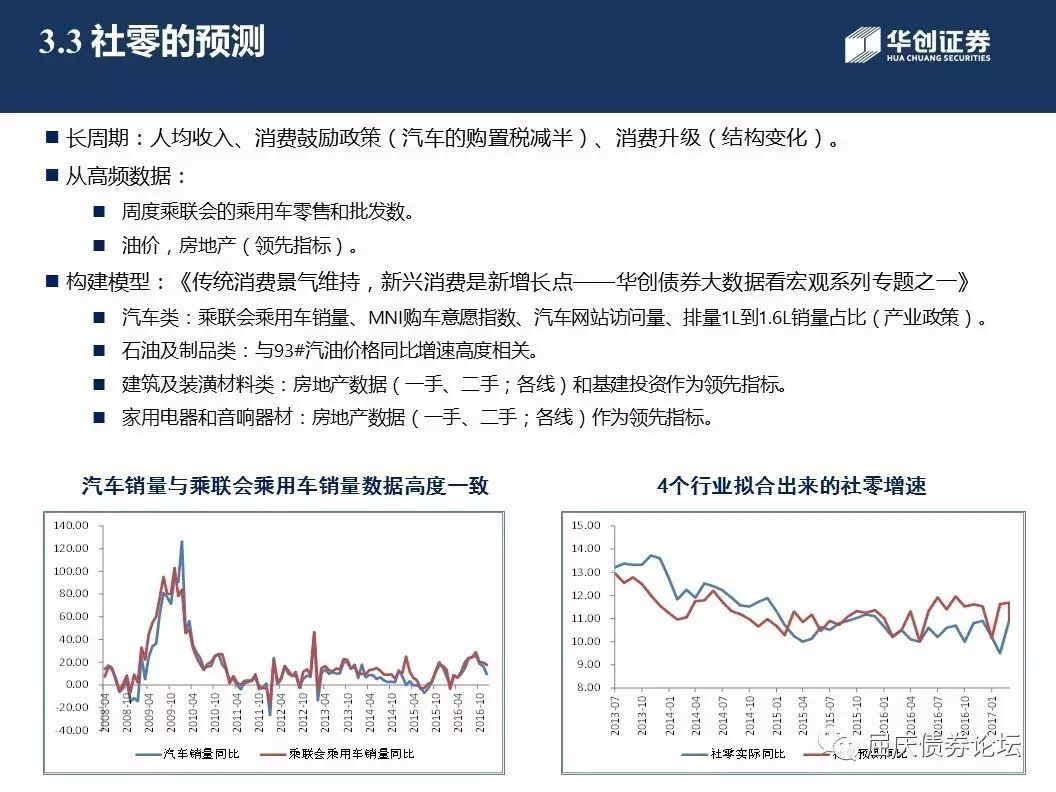 3.3 社零的预测
华创证券
HUA CHUANG SECURITIES
长周期：人均收入、消费鼓励政策（汽车的购置税减半）、消费升级（结构变化）。
从高频数据：
周度乘联会的乘用车零售和批发数。
油价，房地产（领先指标）。
构建模型：《传统消费景气维持，新兴消费是新增长点——华创债券大数据看宏观系列专题之一》
汽车类：乘联会乘用车销量、MNI购车意愿指数、汽车网站访问量、排量1L到1.6L销量占比（产业政策）。
石油及制品类：与93#汽油价格同比增速高度相关。
建筑及装潢材料类：房地产数据（一手、二手；各线）和基建投资作为领先指标。
家用电器和音响器材：房地产数据（一手、二手；各线）作为领先指标。
汽车销量与乘联会乘用车销量数据高度一致
140.00
120.00
100.00
80.00
60.00
40.00
20.00
0.00
-20.00
-40.00
2008-04
2008-10
2009-04
2009-10
2010-04
2010-10
2011-04
2011-10
2012-04
2012-10
2013-04
2013-10
2014-04
2014-10
2015-04
2015-10
2016-04
2016-10
汽车销量同比
乘联会乘用车销量同比
4个行业拟合出来的社零增速
15.00
14.00
13.00
12.00
11.00
10.00
9.00
8.00
2013-07
2013-10
2014-01
2014-04
2014-07
2014-10
2015-01
2015-04
2015-07
2015-10
2016-01
2016-04
2016-07
2016-10
2017-01
社零实际同比
预测同比
屈庆债券论坛